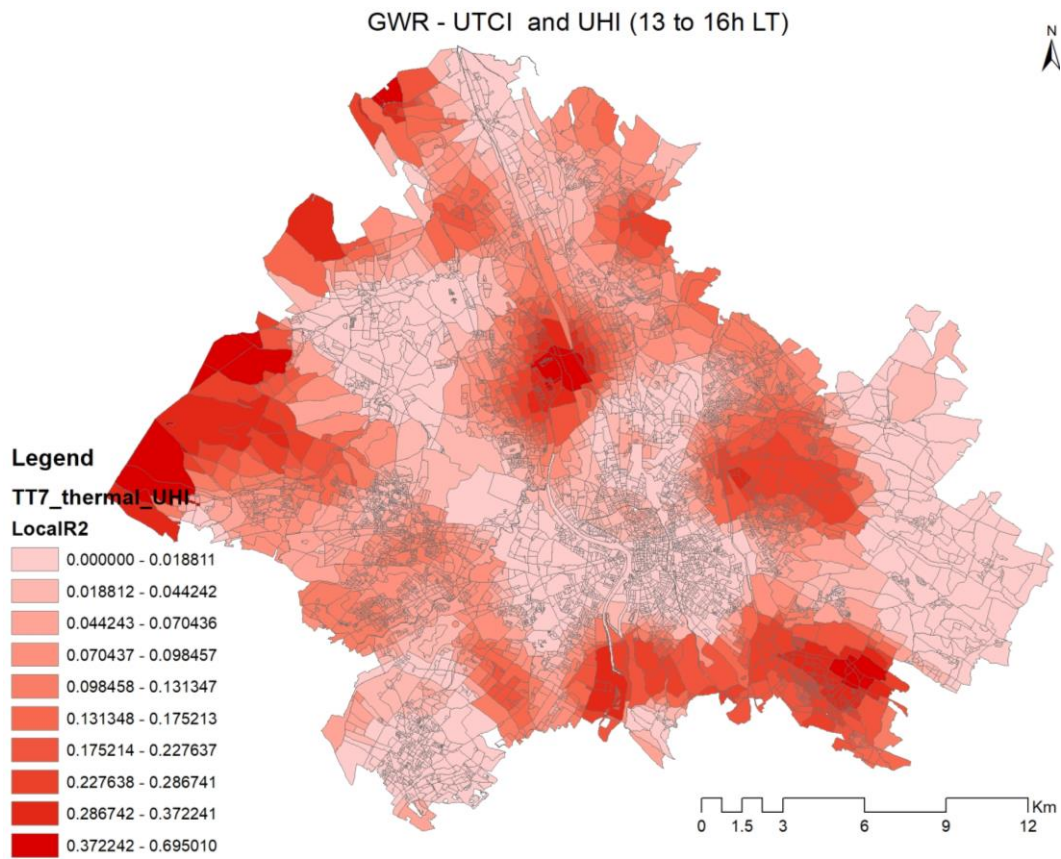 GWR - UTCI and UHI (13 to 16h LT)
N
Legend
TT7_thermal_UHI.
LocalR2
0.000000 - 0.018811
0.018812 - 0.044242
0.044243 - 0.070436
0.070437 - 0.098457
0.098458 - 0.131347
0.131348 - 0.175213
0.175214 - 0.227637
0.227638 - 0.286741
0.286742 - 0.372241
0.372242 - 0.695010
Km
0 1.5 3 6 9 12